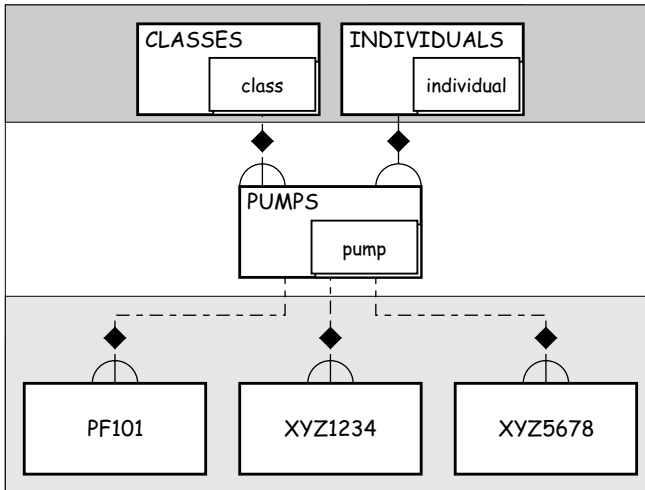 CLASSES
INDIVIDUALS
class
individual
PUMPS
pump
PF101
XYZ1234
XYZ5678